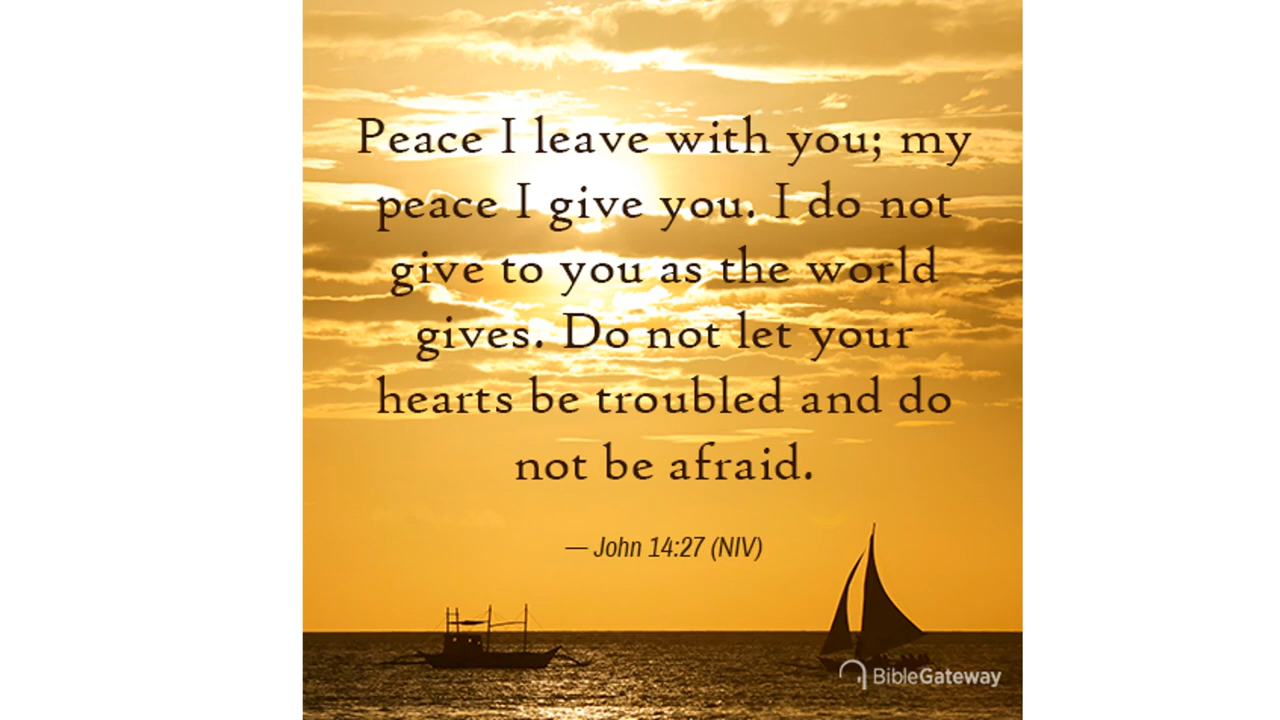 Peace I leave with you; my
peace I give you. I do not
give to you as the world
gives. Do not let your
hearts be troubled and do
not be afraid.
— John 14:27 (NIV)
BibleGateway